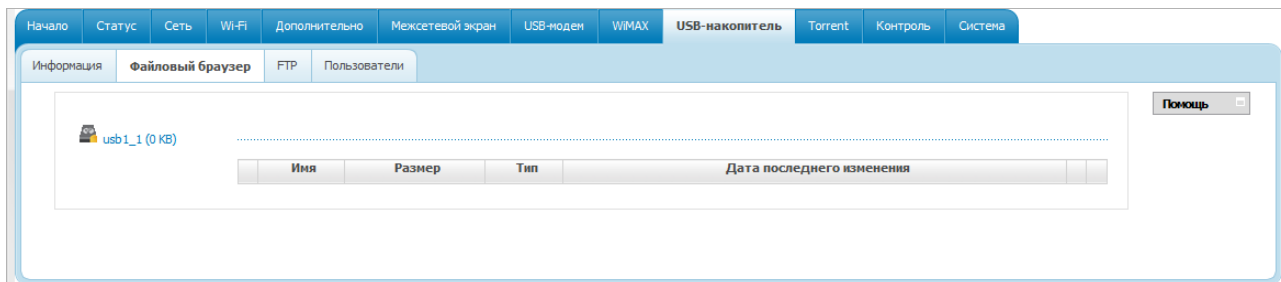 Начало Статус Сеть Wi-Fi Дополнительно Межсетевой экран USB-модем WiMAX USB-накопитель Torrent Контроль Система
Информация Файловый браузер FTP Пользователи
Помощь
usb1_1 (0 KB)
Имя Размер Тип Дата последнего изменения